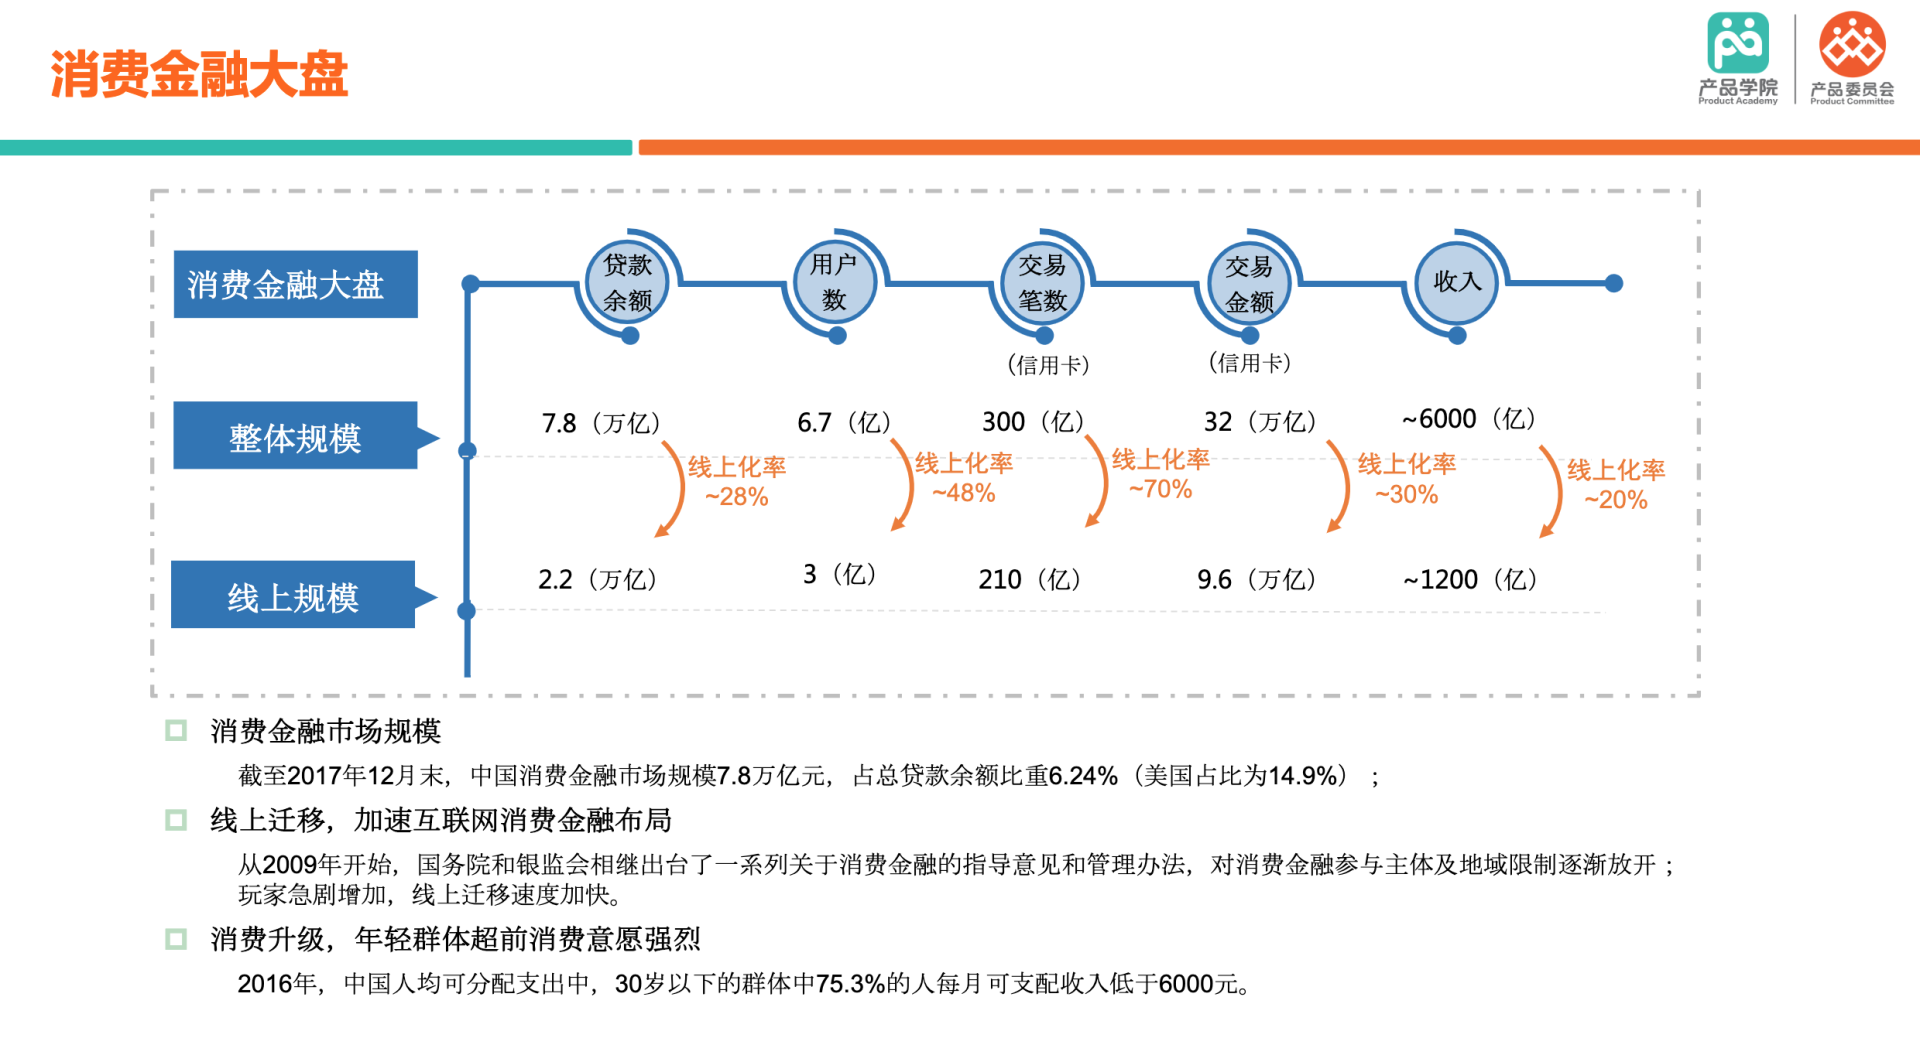 消费金融大盘
产品学院
Product Academy
产品委员会
Product Committee
消费金融大盘
贷款
余额
用户
数
交易
笔数
(信用卡)
交易
金额
(信用卡)
收入
整体规模
7.8（万亿）
6.7（亿）
300（亿）
32（万亿）
~6000（亿）
线上化率
~28%
线上化率
~48%
线上化率
~70%
线上化率
~30%
线上化率
~20%
线上规模
2.2（万亿）
3（亿）
210（亿）
9.6（万亿）
~1200（亿）
消费金融市场规模
截至2017年12月末，中国消费金融市场规模7.8万亿元，占总贷款余额比重6.24%（美国占比为14.9%）；
线上迁移，加速互联网消费金融布局
从2009年开始，国务院和银监会相继出台了一系列关于消费金融的指导意见和管理办法，对消费金融参与主体及地域限制逐渐放开；
玩家急剧增加，线上迁移速度加快。
消费升级，年轻群体超前消费意愿强烈
2016年，中国人均可分配支出中，30岁以下的群体中75.3%的人每月可支配收入低于6000元。